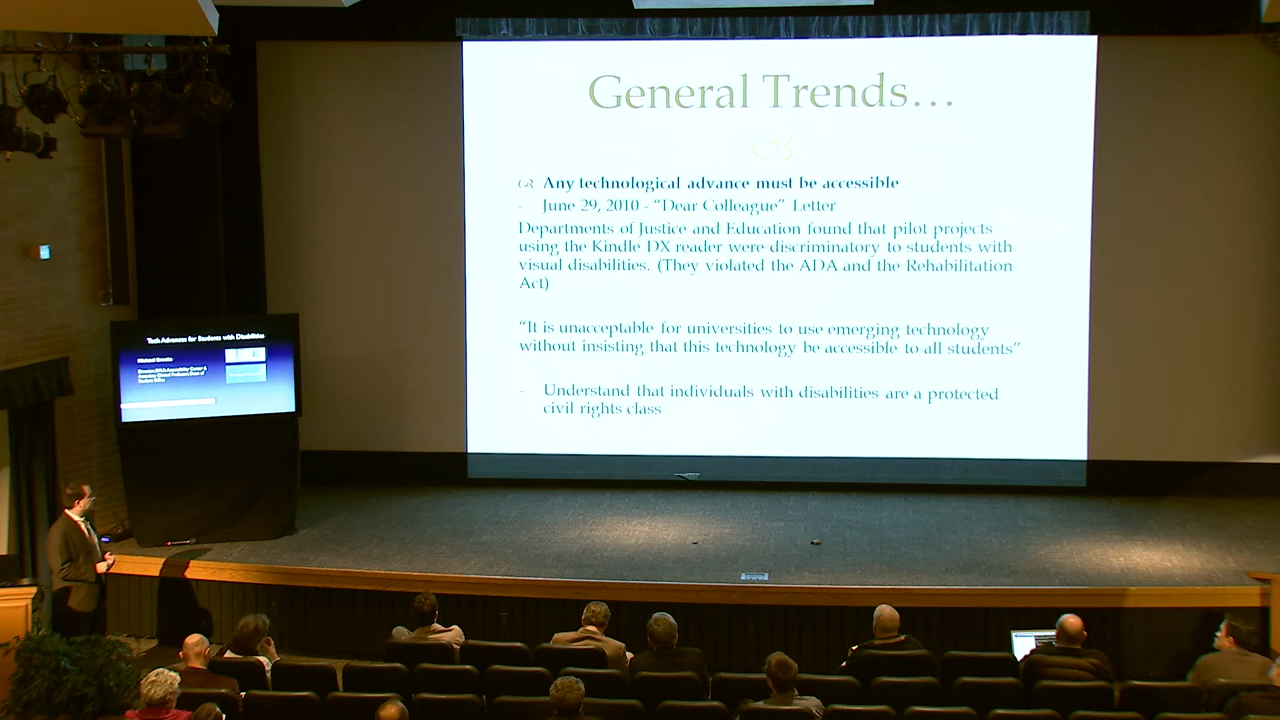 General Trends…
Any technological advance must be accessible
- June 29, 2010 - “Dear Colleague” Letter
Departments of Justice and Education found that pilot projects
using the Kindle DX reader were discriminatory to students with
visual disabilities. (They violated the ADA and the Rehabilitation
Act)
“It is unacceptable for universities to use emerging technology
without insisting that this technology be accessible to all students”
- Understand that individuals with disabilities are a protected
civil rights class
Tech Advances for Students with Disabilities
Michael